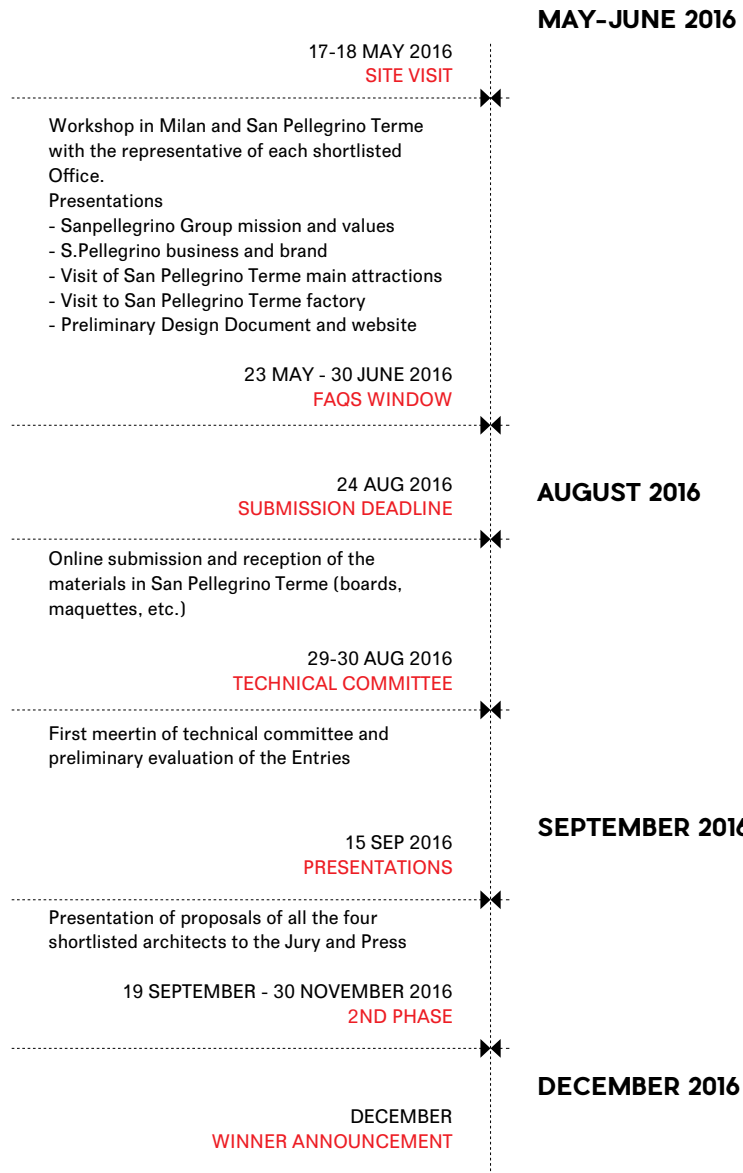 MAY-JUNE 2016
17-18 MAY 2016
SITE VISIT
Workshop in Milan and San Pellegrino Terme
with the representative of each shortlisted
Office.
Presentations
- Sanpellegrino Group mission and values
- S.Pellegrino business and brand
- Visit of San Pellegrino Terme main attractions
- Visit to San Pellegrino Terme factory
- Preliminary Design Document and website
23 MAY - 30 JUNE 2016
FAQS WINDOW
AUGUST 2016
24 AUG 2016
SUBMISSION DEADLINE
Online submission and reception of the
materials in San Pellegrino Terme (boards,
maquettes, etc.)
29-30 AUG 2016
TECHNICAL COMMITTEE
First meertin of technical committee and
preliminary evaluation of the Entries
SEPTEMBER 2016
15 SEP 2016
PRESENTATIONS
Presentation of proposals of all the four
shortlisted architects to the Jury and Press
19 SEPTEMBER - 30 NOVEMBER 2016
2ND PHASE
DECEMBER 2016
DECEMBER
WINNER ANNOUNCEMENT